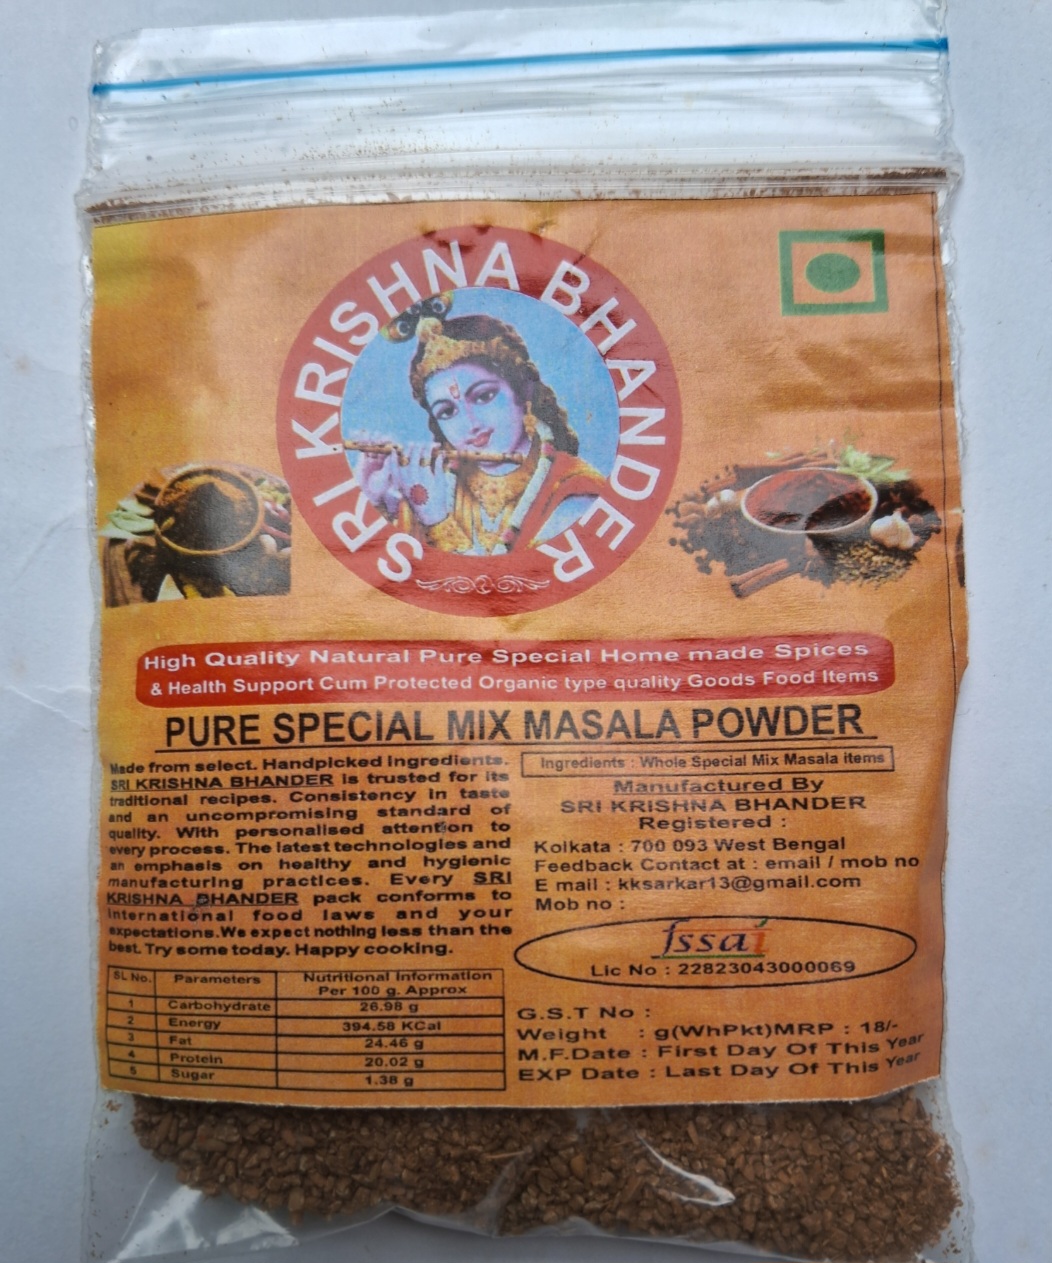 SRI KRISHNA BHANDER
High Quality Natural Pure Special Home made Spices
& Health Support Cum Protected Organic type quality Goods Food Items
PURE SPECIAL MIX MASALA POWDER
Made from select. Handpicked Ingredients.
SRI KRISHNA BHANDER is trusted for its
traditional recipes. Consistency in taste
and an uncompromising standard of
quality. With personalised attention to
every process. The latest technologies and
an emphasis on healthy and hygienic
manufacturing practices. Every SRI
KRISHNA BHANDER pack conforms to
International food laws and your
expectations.We expect nothing less than the
best. Try some today. Happy cooking.
SL No. Parameters Nutritional Information
Per 100 g. Approx
1 Carbohydrate 26.98 g
2 Energy 394.58 KCal
3 Fat 24.46 g
4 Protein 20.02 g
5 Sugar 1.38 g
Ingredients : Whole Special Mix Masala items
Manufactured By
SRI KRISHNA BHANDER
Registered :
Kolkata : 700 093 West Bengal
Feedback Contact at : email / mob no
E mail : kksarkar13@gmail.com
Mob no :
fssai
Lic No : 22823043000069
G.S.T No :
Weight : g(WhPkt)MRP : 18/-
M.F.Date : First Day Of This Year
EXP Date : Last Day Of This Year